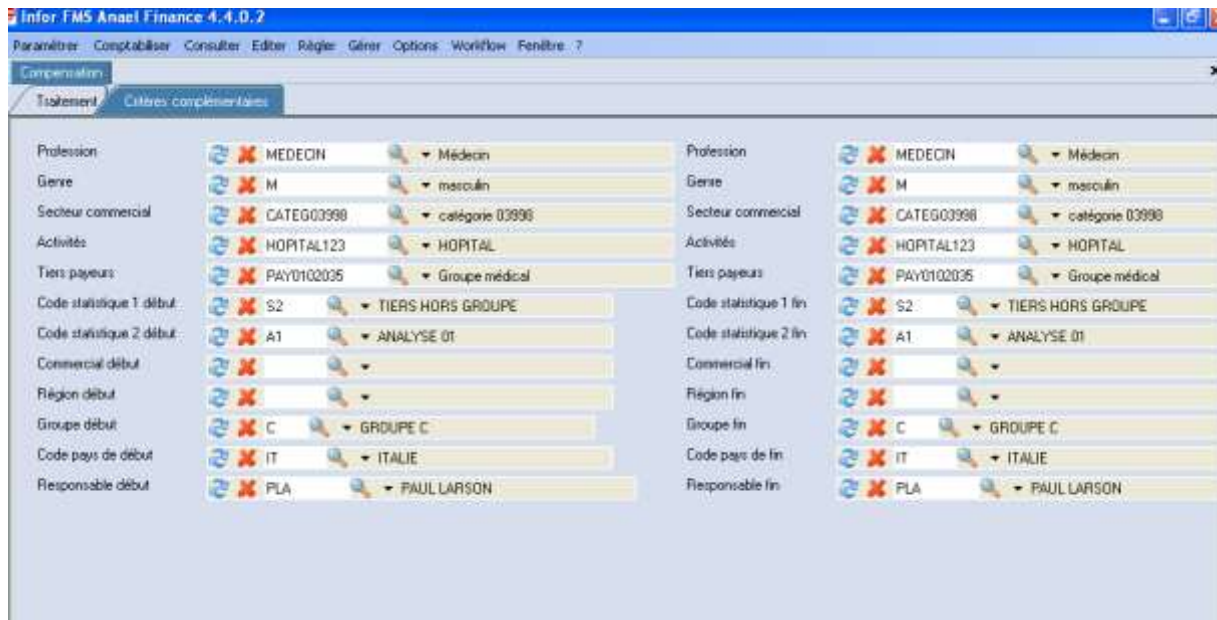 Infor FMS Anael Finance 4.4.0.2
Paramétrer Comptabiliser Consulter Editer Régler Gérer Options Workflow Fenêtre ?
Compensation
Traitement Critères complémentaires
Profession MEDECIN Médecin Profession MEDECIN Médecin
Genre M masculin Genre M masculin
Secteur commercial CATEG03998 catégorie 03998 Secteur commercial CATEG03998 catégorie 03998
Activités HOPITAL123 HOPITAL Activités HOPITAL123 HOPITAL
Tiers payeurs PAY0102035 Groupe médical Tiers payeurs PAY0102035 Groupe médical
Code statistique 1 début S2 TIERS HORS GROUPE Code statistique 1 fin S2 TIERS HORS GROUPE
Code statistique 2 début A1 ANALYSE 01 Code statistique 2 fin A1 ANALYSE 01
Commercial début Commercial fin
Région début Région fin
Groupe début C GROUPE C Groupe fin C GROUPE C
Code pays de début IT ITALIE Code pays de fin IT ITALIE
Responsable début PLA PAUL LARSON Responsable fin PLA PAUL LARSON